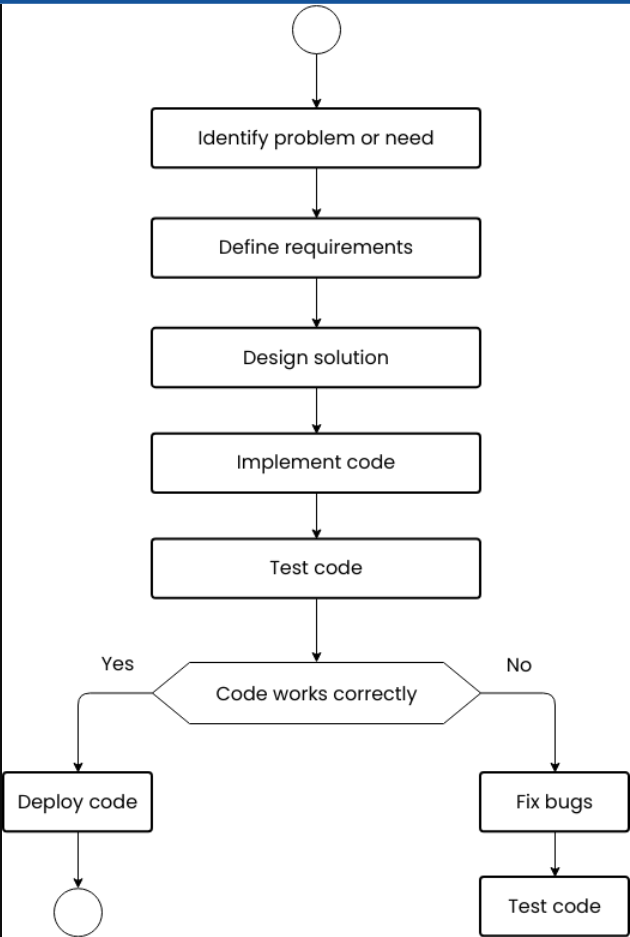 Identify problem or need
Define requirements
Design solution
Implement code
Test code
Yes
No
Code works correctly
Deploy code
Fix bugs
Test code